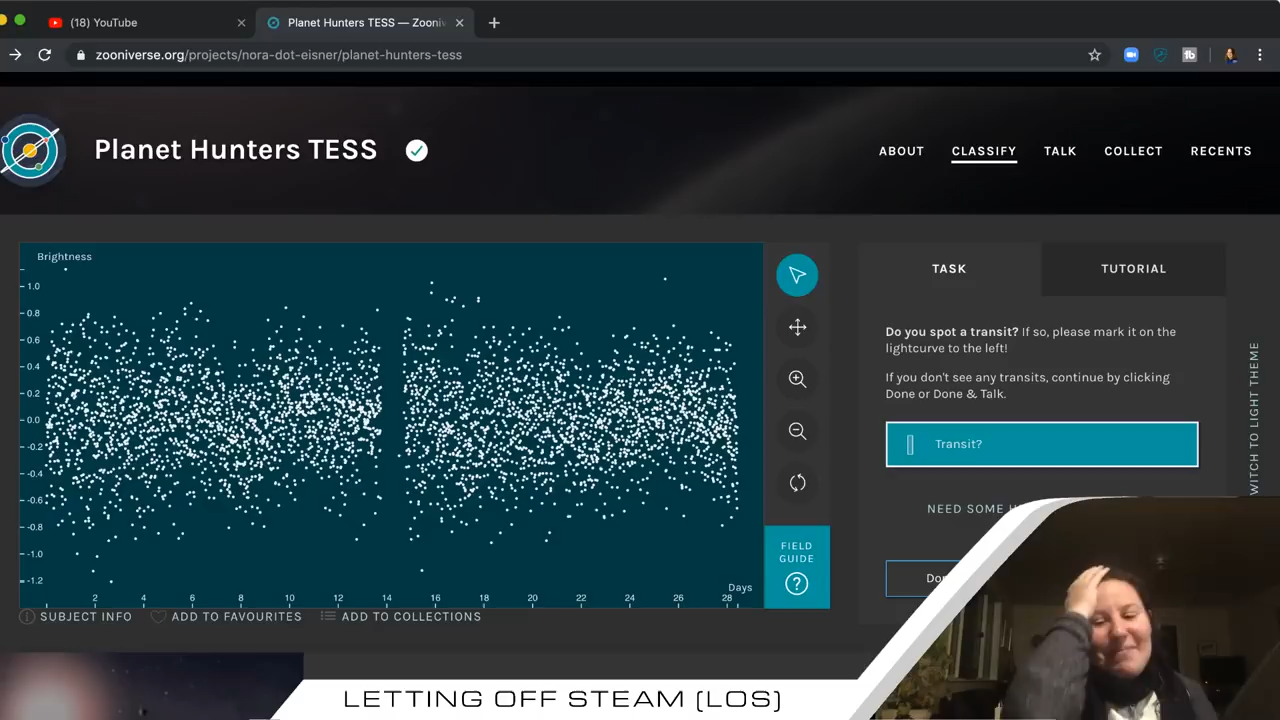 (18) YouTube
Planet Hunters TESS — Zooniv
zooniverse.org/projects/nora-dot-eisner/planet-hunters-tess
Planet Hunters TESS
ABOUT
CLASSIFY
TALK
COLLECT
RECENTS
Brightness
1.0
0.8
0.6
0.4
0.2
0.0
-0.2
-0.4
-0.6
-0.8
-1.0
-1.2
2 4 6 8 10 12 14 16 18 20 22 24 26 28
Days
FIELD
GUIDE
?
SUBJECT INFO
ADD TO FAVOURITES
ADD TO COLLECTIONS
TASK
TUTORIAL
Do you spot a transit? If so, please mark it on the
lightcurve to the left!
If you don't see any transits, continue by clicking
Done or Done & Talk.
Transit?
NEED SOME
WITCH TO LIGHT THEME
LETTING OFF STEAM (LOS)